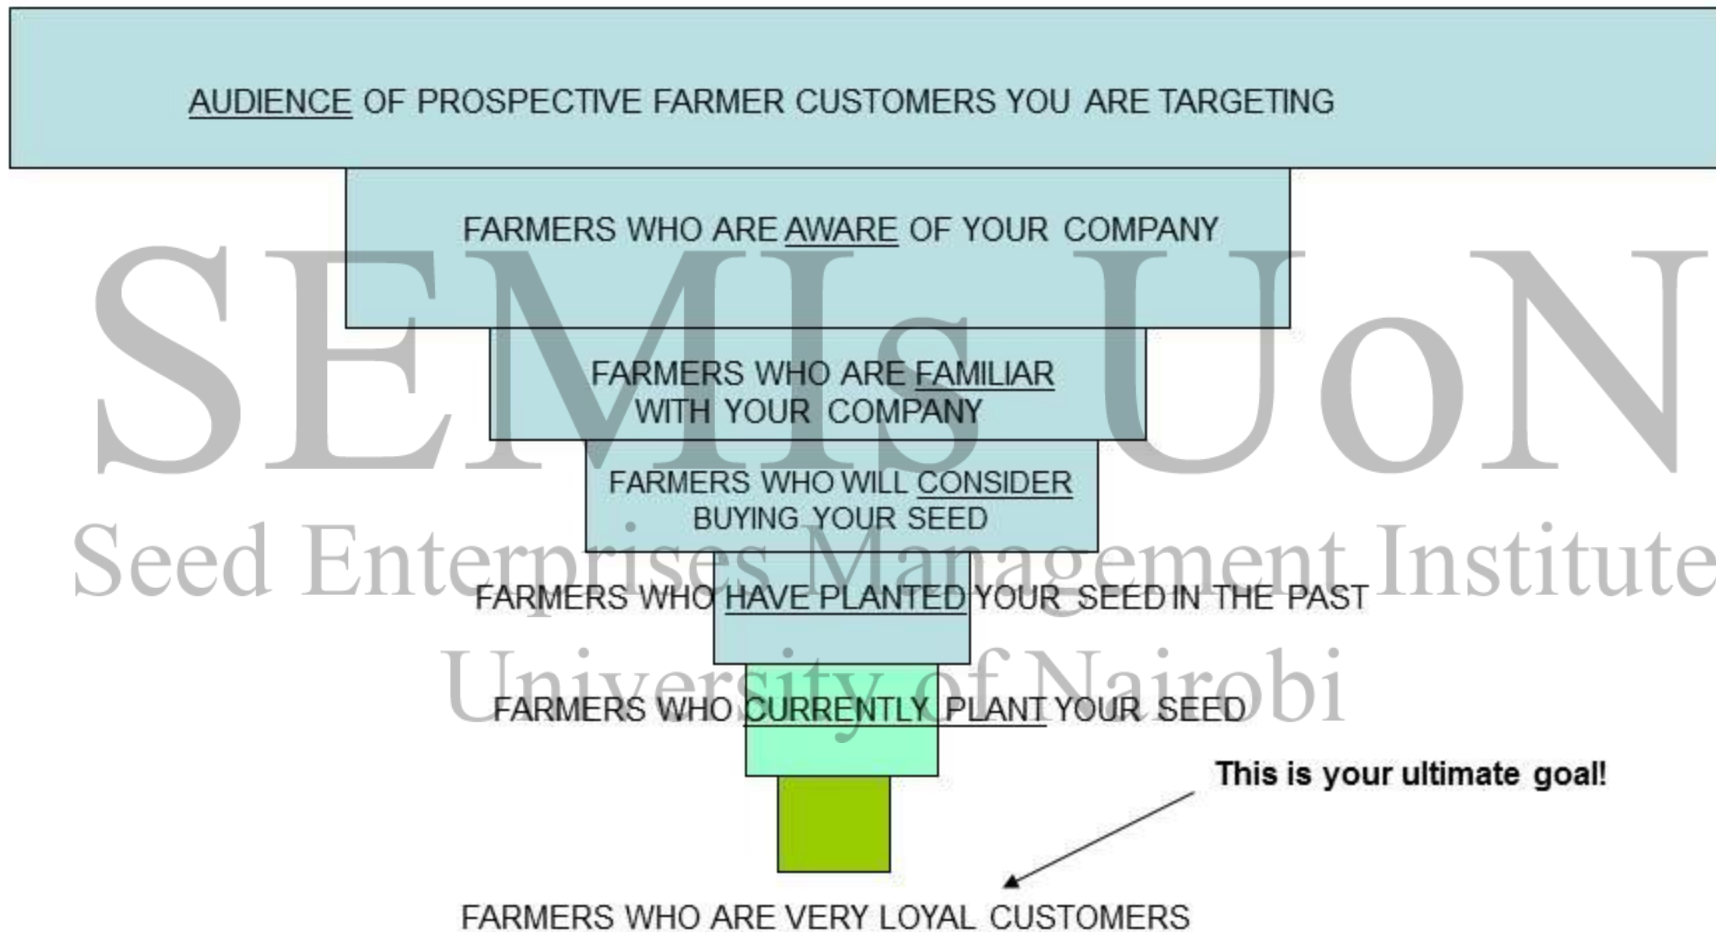 AUDIENCE OF PROSPECTIVE FARMER CUSTOMERS YOU ARE TARGETING
FARMERS WHO ARE AWARE OF YOUR COMPANY
SEMIs UoN
FARMERS WHO ARE FAMILIAR
WITH YOUR COMPANY
FARMERS WHO WILL CONSIDER
BUYING YOUR SEED
Seed Enterprises Management Institute
FARMERS WHO HAVE PLANTED YOUR SEED IN THE PAST
University of Nairobi
FARMERS WHO CURRENTLY PLANT YOUR SEED
This is your ultimate goal!
FARMERS WHO ARE VERY LOYAL CUSTOMERS